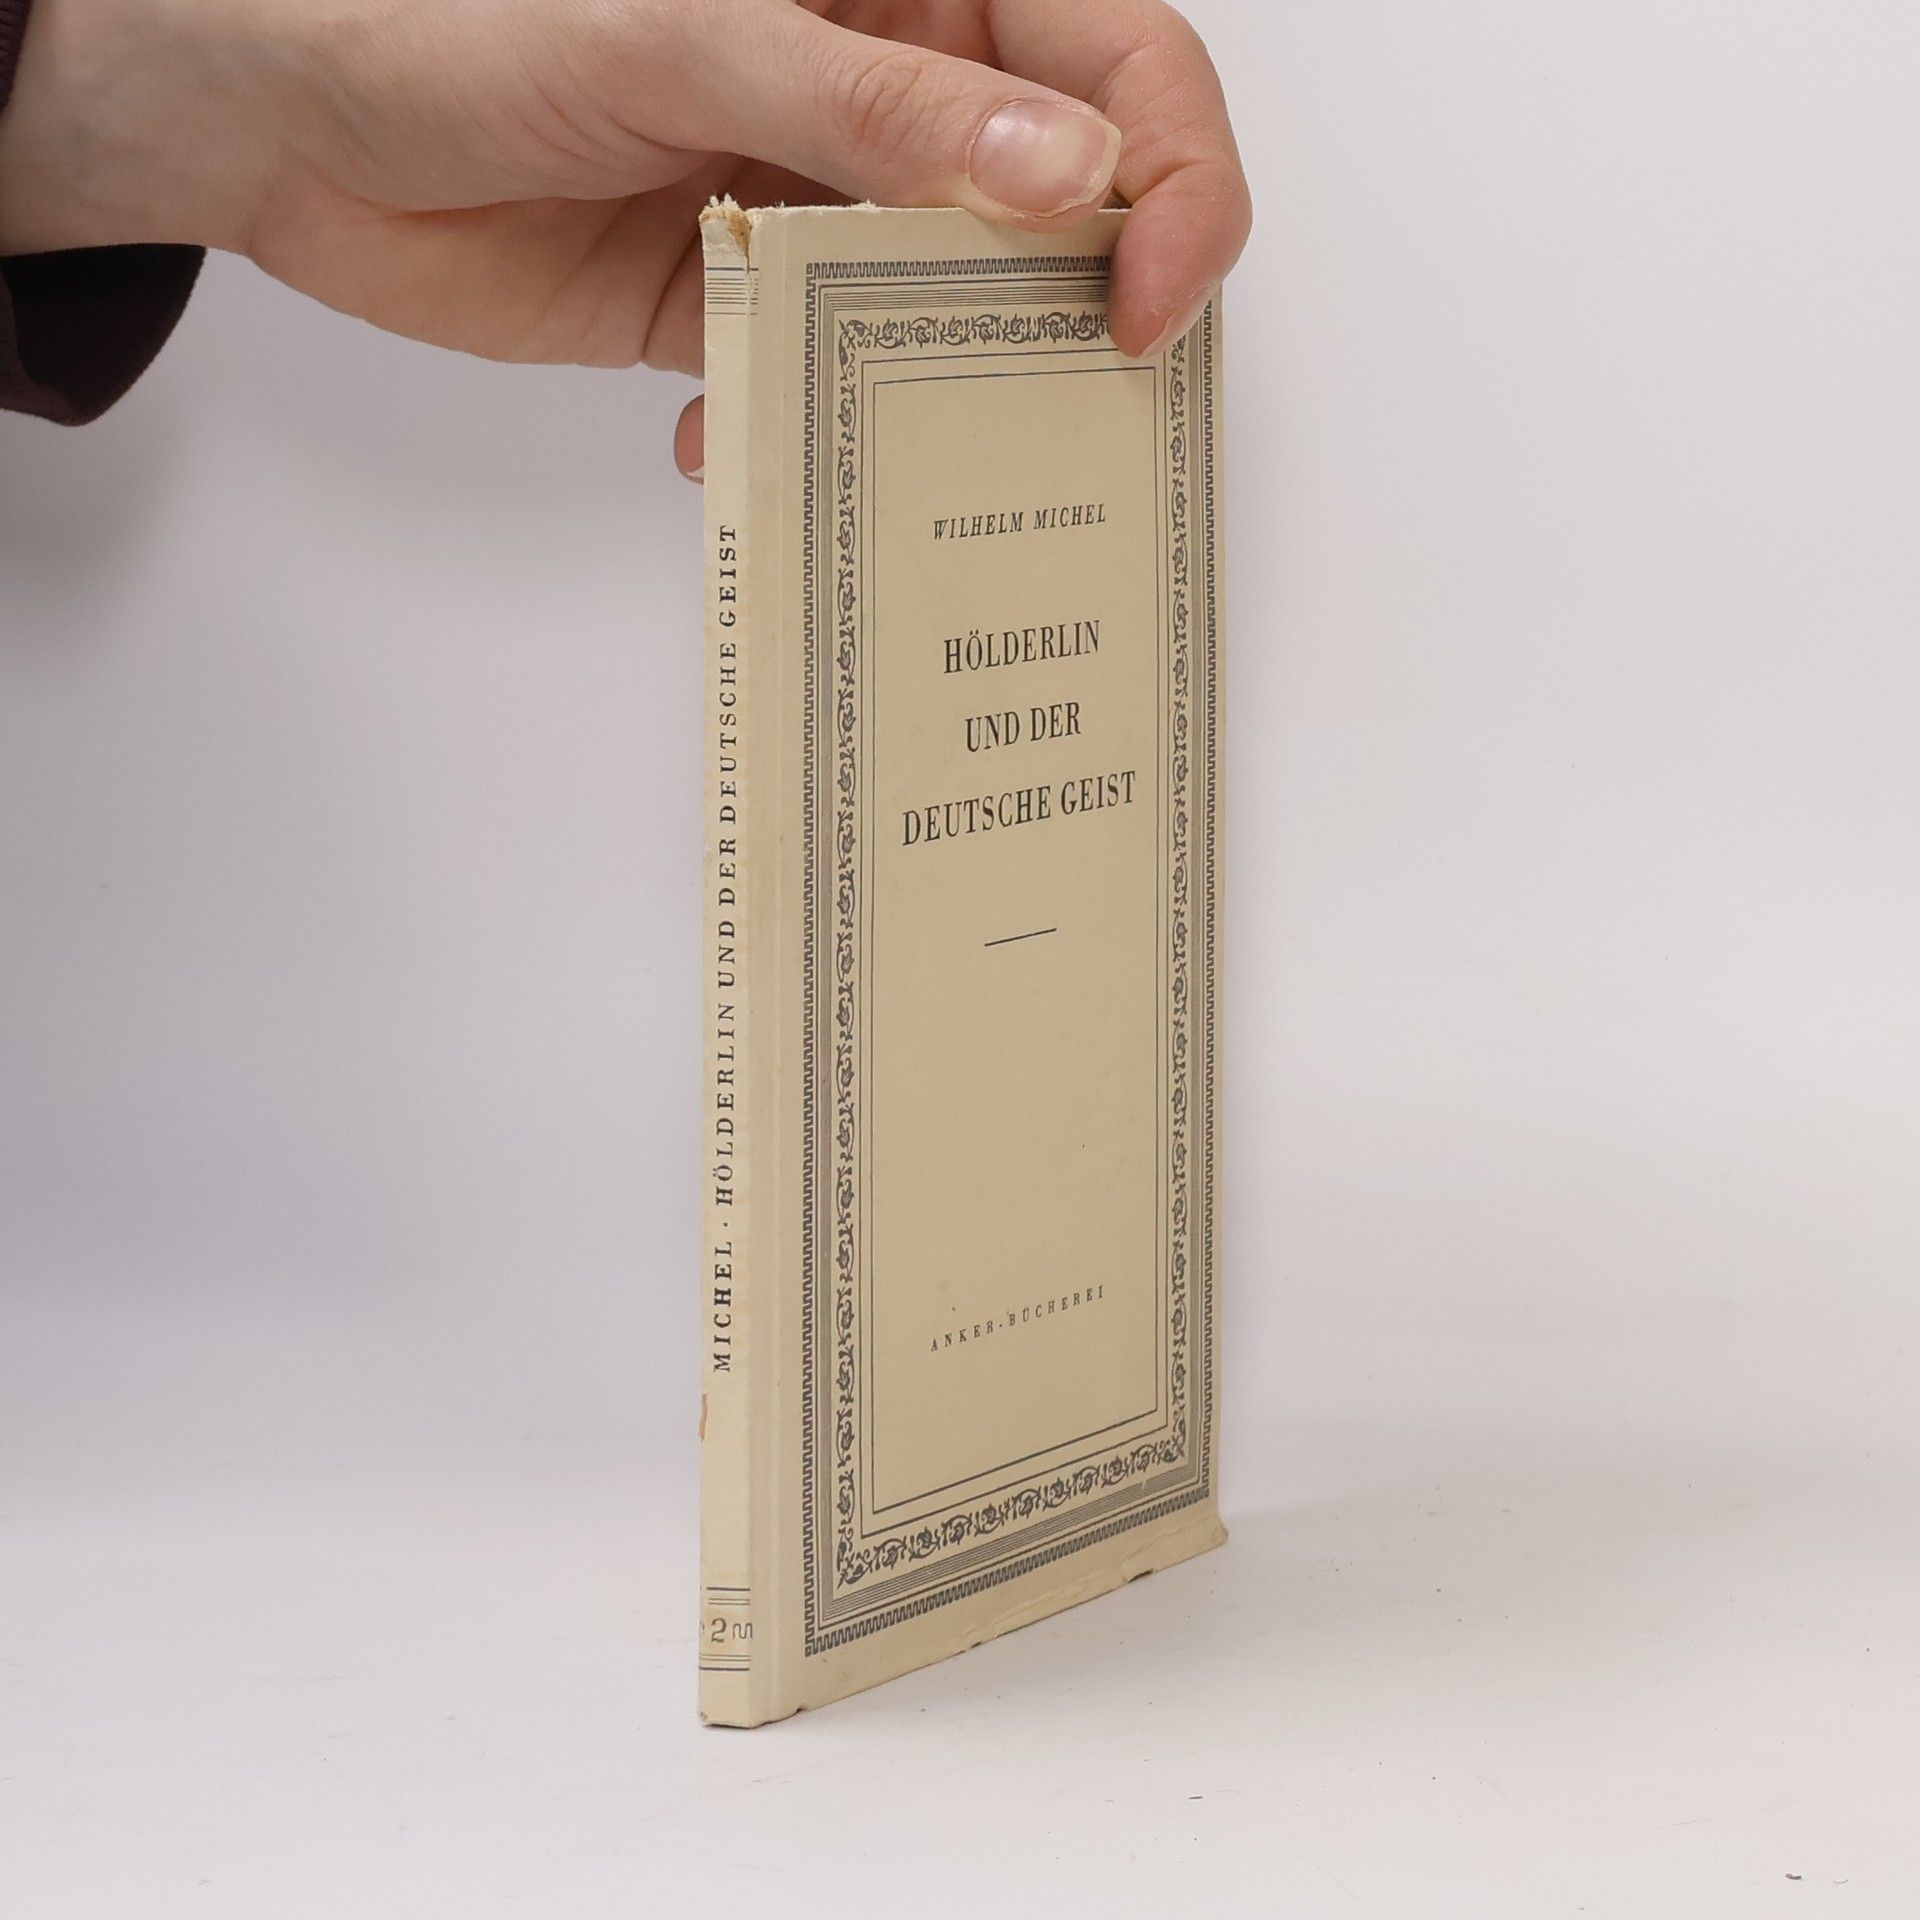 MICHEL · HÖLDERLIN UND DER DEUTSCHE GEIST
2
WILHELM MICHEL
HÖLDERLIN
UND DER
DEUTSCHE GEIST
ANKER-BÜCHEREI